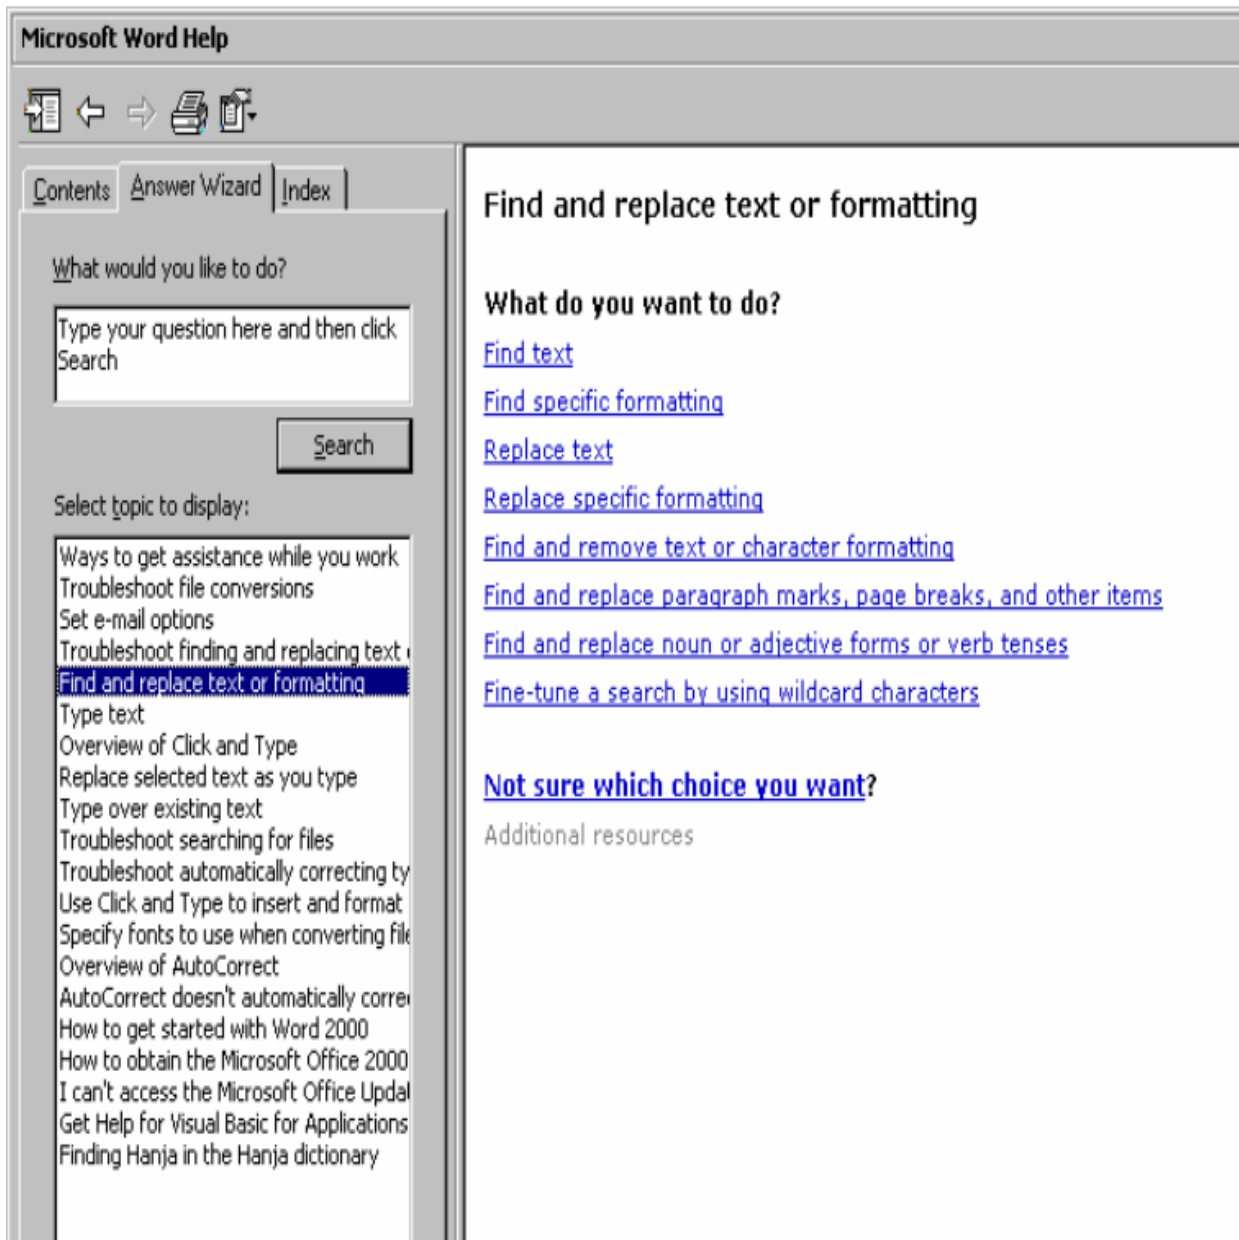 Microsoft Word Help
Contents
Answer Wizard
Index
What would you like to do?
Type your question here and then click
Search
Search
Select topic to display:
Ways to get assistance while you work
Troubleshoot file conversions
Set e-mail options
Troubleshoot finding and replacing text
Find and replace text or formatting
Type text
Overview of Click and Type
Replace selected text as you type
Type over existing text
Troubleshoot searching for files
Troubleshoot automatically correcting ty
Use Click and Type to insert and format
Specify fonts to use when converting file
Overview of AutoCorrect
AutoCorrect doesn't automatically corre
How to get started with Word 2000
How to obtain the Microsoft Office 2000
I can't access the Microsoft Office Updat
Get Help for Visual Basic for Applications
Finding Hanja in the Hanja dictionary
Find and replace text or formatting
What do you want to do?
Find text
Find specific formatting
Replace text
Replace specific formatting
Find and remove text or character formatting
Find and replace paragraph marks, page breaks, and other items
Find and replace noun or adjective forms or verb tenses
Fine-tune a search by using wildcard characters
Not sure which choice you want?
Additional resources